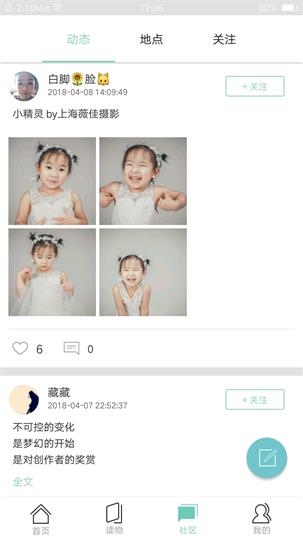 2.18M/s
17:06
80%
动态 地点 关注
白脚🌻脸🐱
2018-04-08 14:09:49
+关注
小精灵 by上海薇佳摄影
6 0
藏藏
2018-04-07 22:52:37
+关注
不可控的变化
是梦幻的开始
是对创作者的奖赏
全文
首页 读物 社区 我的